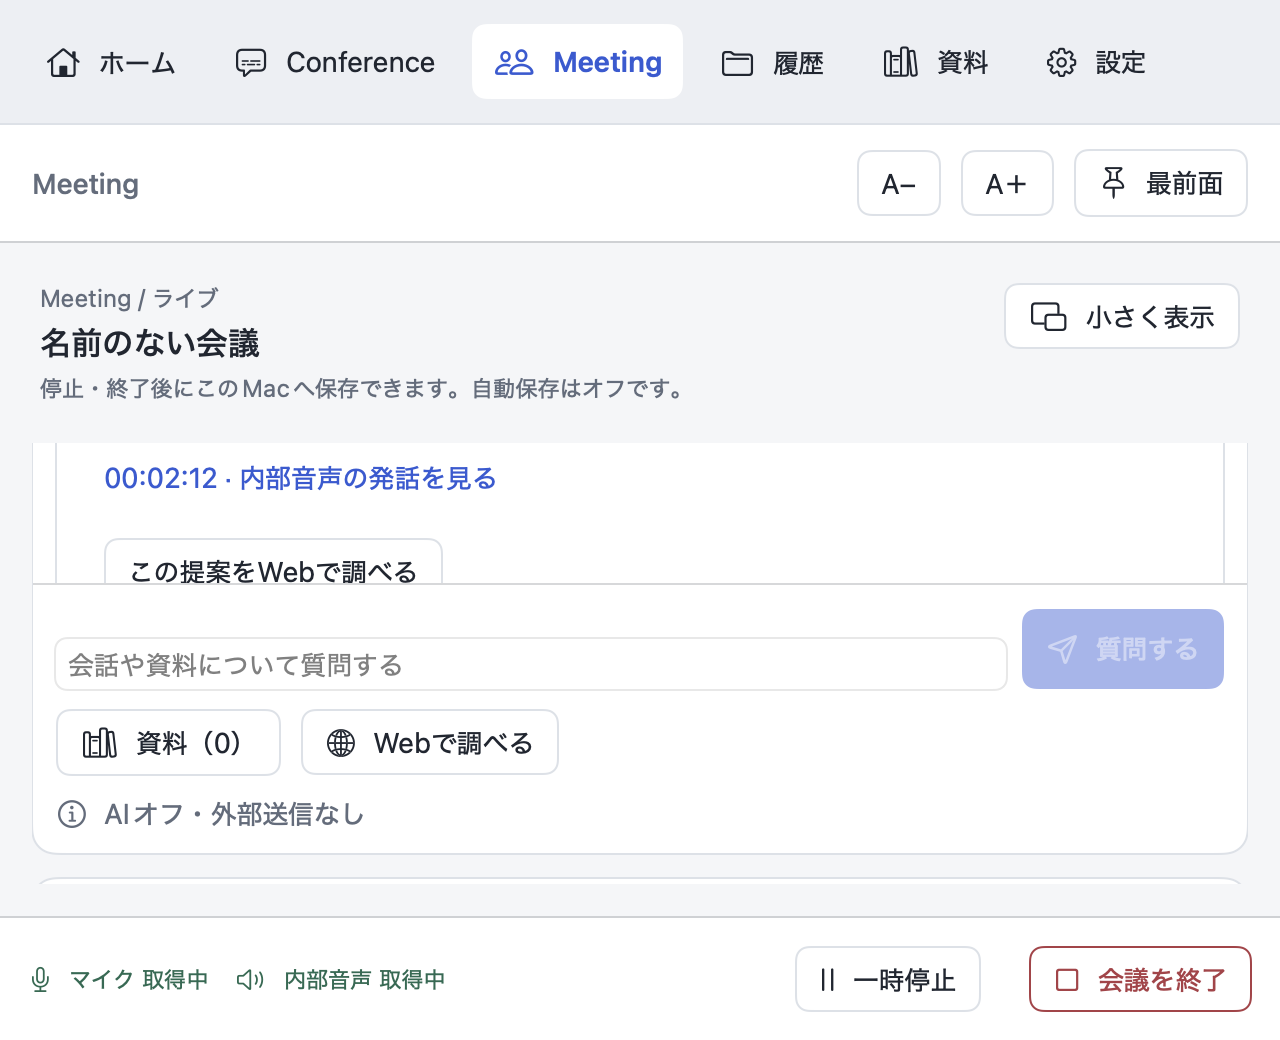 ホーム Conference Meeting 履歴 資料 設定
Meeting A− A+ 最前面
Meeting / ライブ
名前のない会議
小さく表示
停止・終了後にこのMacへ保存できます。自動保存はオフです。
00:02:12 · 内部音声の発話を見る
この提案をWebで調べる
会話や資料について質問する 質問する
資料（0） Webで調べる
AIオフ・外部送信なし
マイク 取得中 内部音声 取得中 一時停止 会議を終了